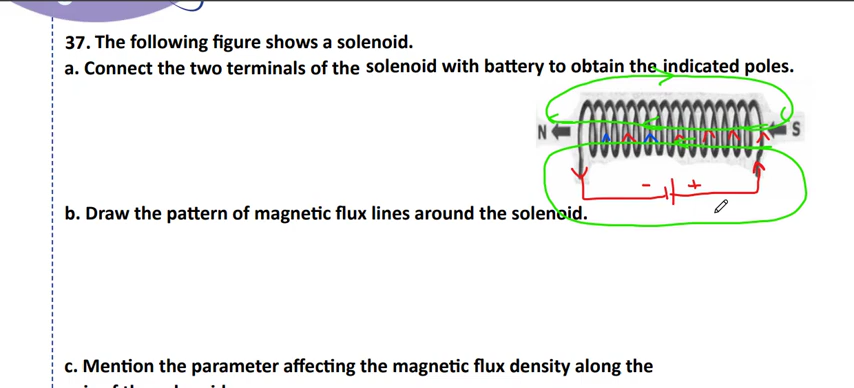 37. The following figure shows a solenoid.
a. Connect the two terminals of the solenoid with battery to obtain the indicated poles.
N S
- +
b. Draw the pattern of magnetic flux lines around the solenoid.
c. Mention the parameter affecting the magnetic flux density along the